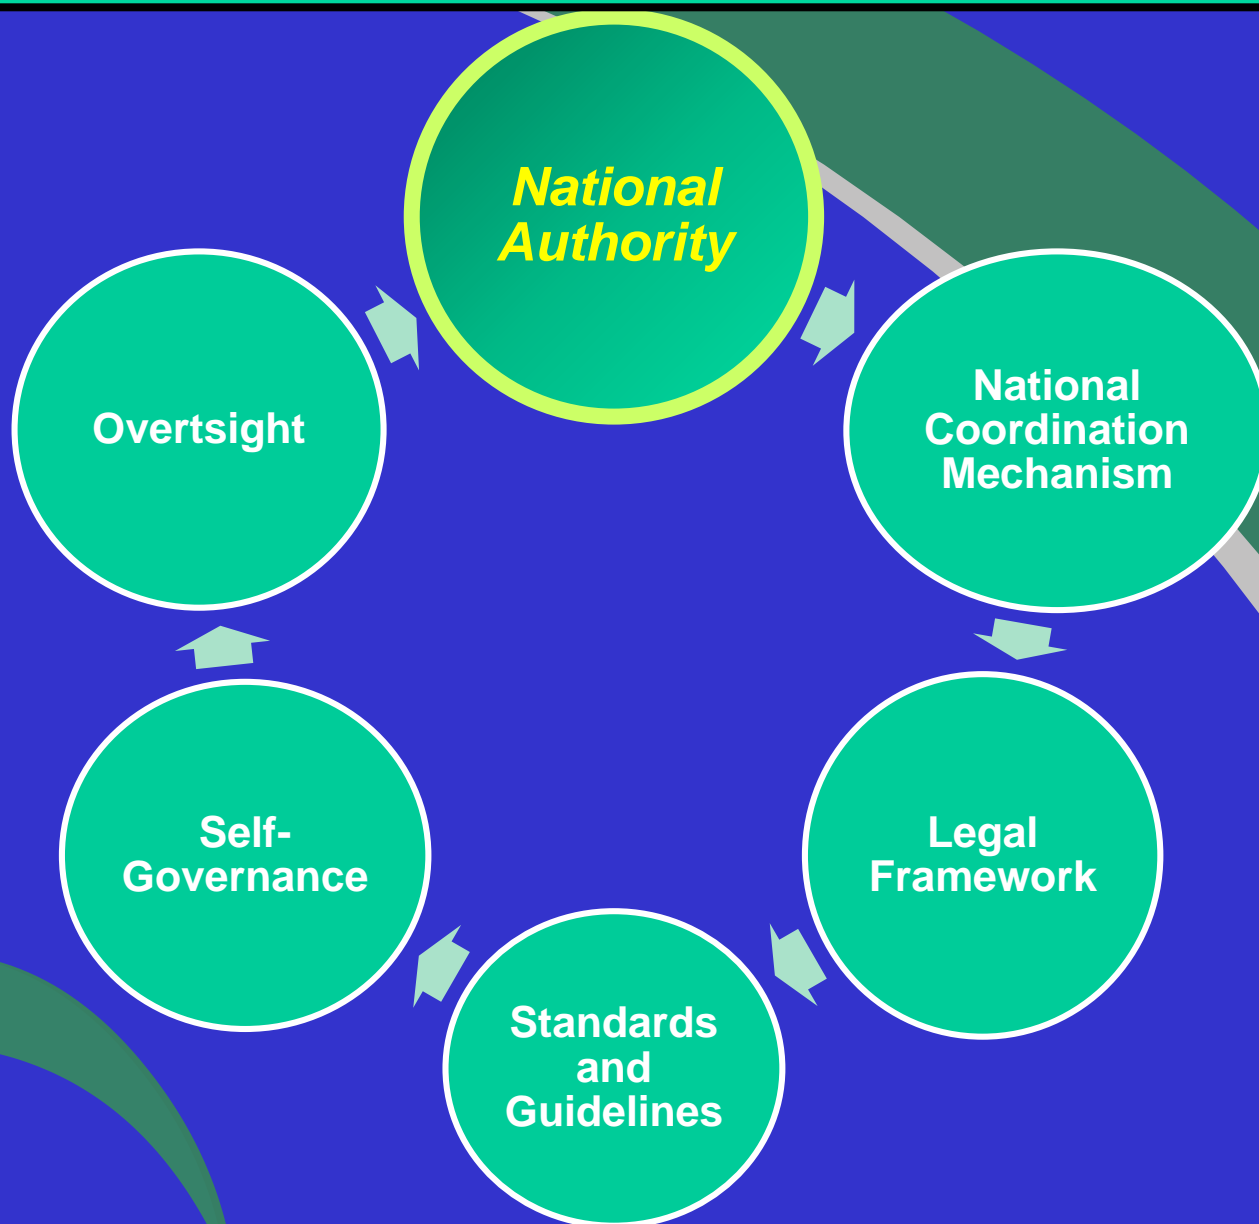 National
Authority
National
Coordination
Mechanism
Legal
Framework
Standards
and
Guidelines
Self-
Governance
Overtsight